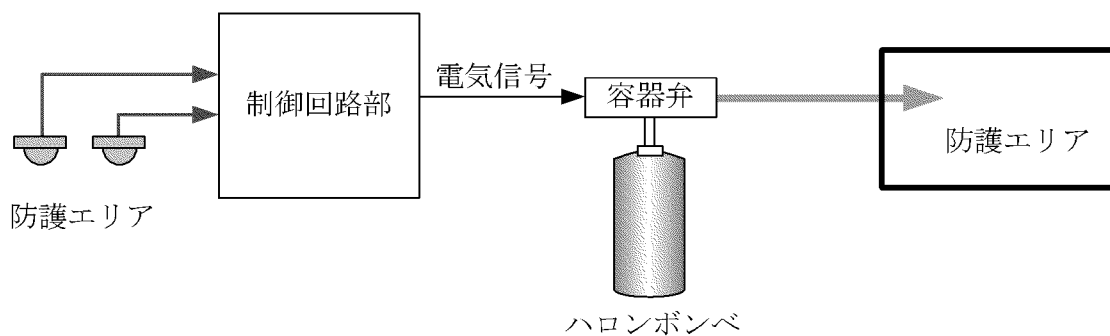 防護エリア
制御回路部
電気信号
容器弁
ハロンボンベ
防護エリア